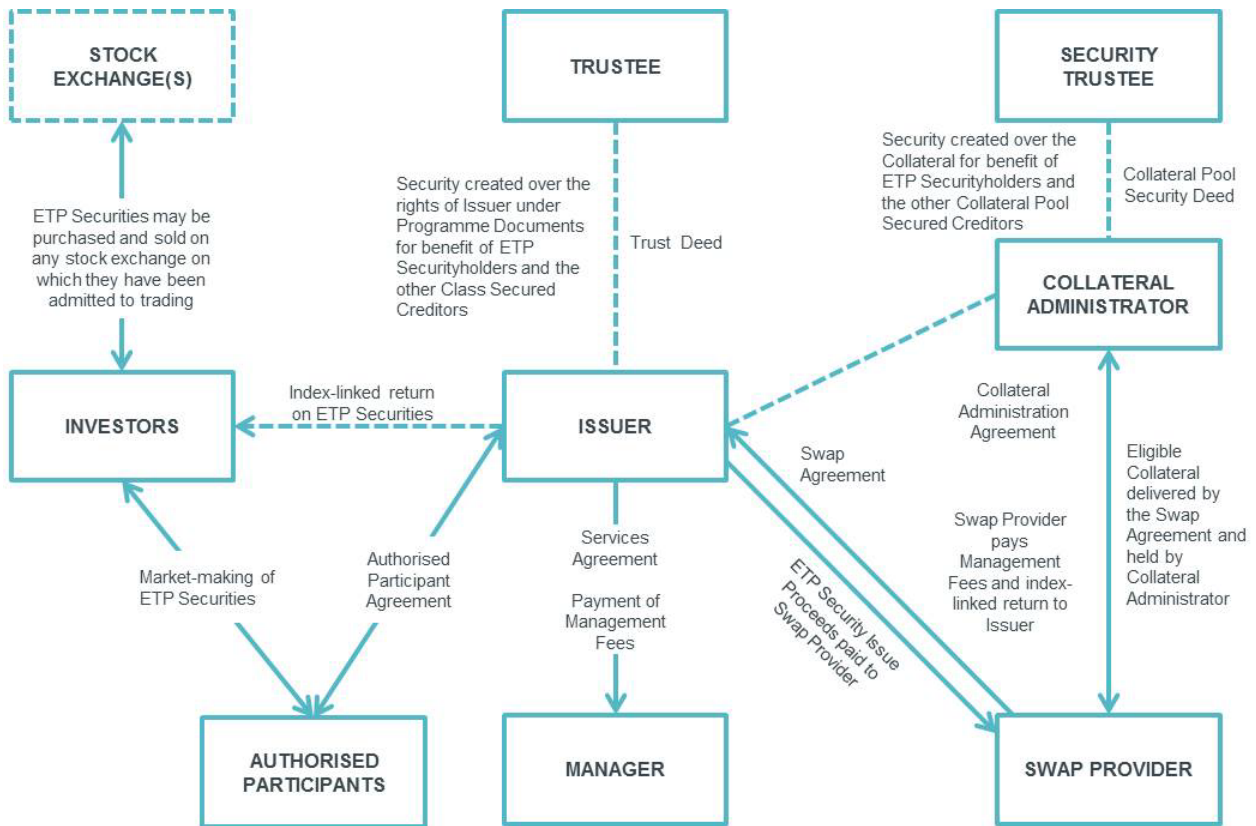 STOCK
EXCHANGE(S)
TRUSTEE
SECURITY
TRUSTEE
ETP Securities may be
purchased and sold on
any stock exchange on
which they have been
admitted to trading
Security created over the
rights of Issuer under
Programme Documents
for benefit of ETP
Securityholders and the
other Class Secured
Creditors
Trust Deed
Security created over the
Collateral for benefit of
ETP Securityholders and
the other Collateral Pool
Secured Creditors
Collateral Pool
Security Deed
COLLATERAL
ADMINISTRATOR
INVESTORS
Index-linked return
on ETP Securities
ISSUER
Collateral
Administration
Agreement
Swap
Agreement
Eligible
Collateral
delivered by
the Swap
Agreement and
held by
Collateral
Administrator
Market-making of
ETP Securities
Authorised
Participant
Agreement
Services
Agreement
Payment of
Management
Fees
ETP Security Issue
Proceeds paid to
Swap Provider
Swap Provider
pays
Management
Fees and index-
linked return to
Issuer
AUTHORISED
PARTICIPANTS
MANAGER
SWAP PROVIDER